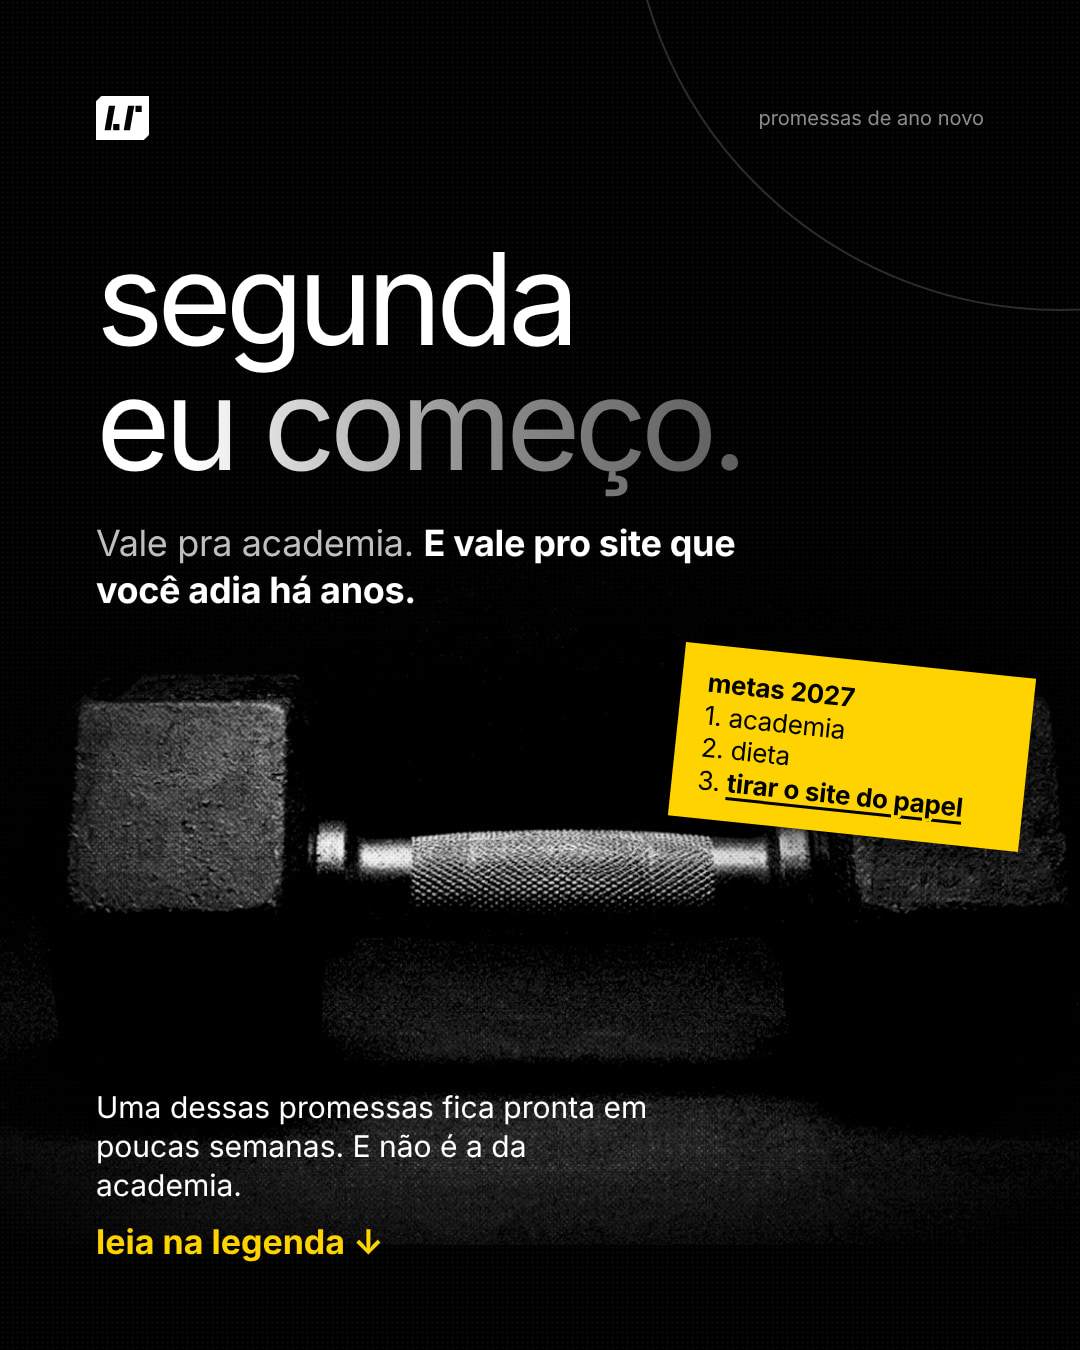 promessas de ano novo
segunda
eu começo.
Vale pra academia. E vale pro site que
você adia há anos.
metas 2027
1. academia
2. dieta
3. tirar o site do papel
Uma dessas promessas fica pronta em
poucas semanas. E não é a da
academia.
leia na legenda ↓